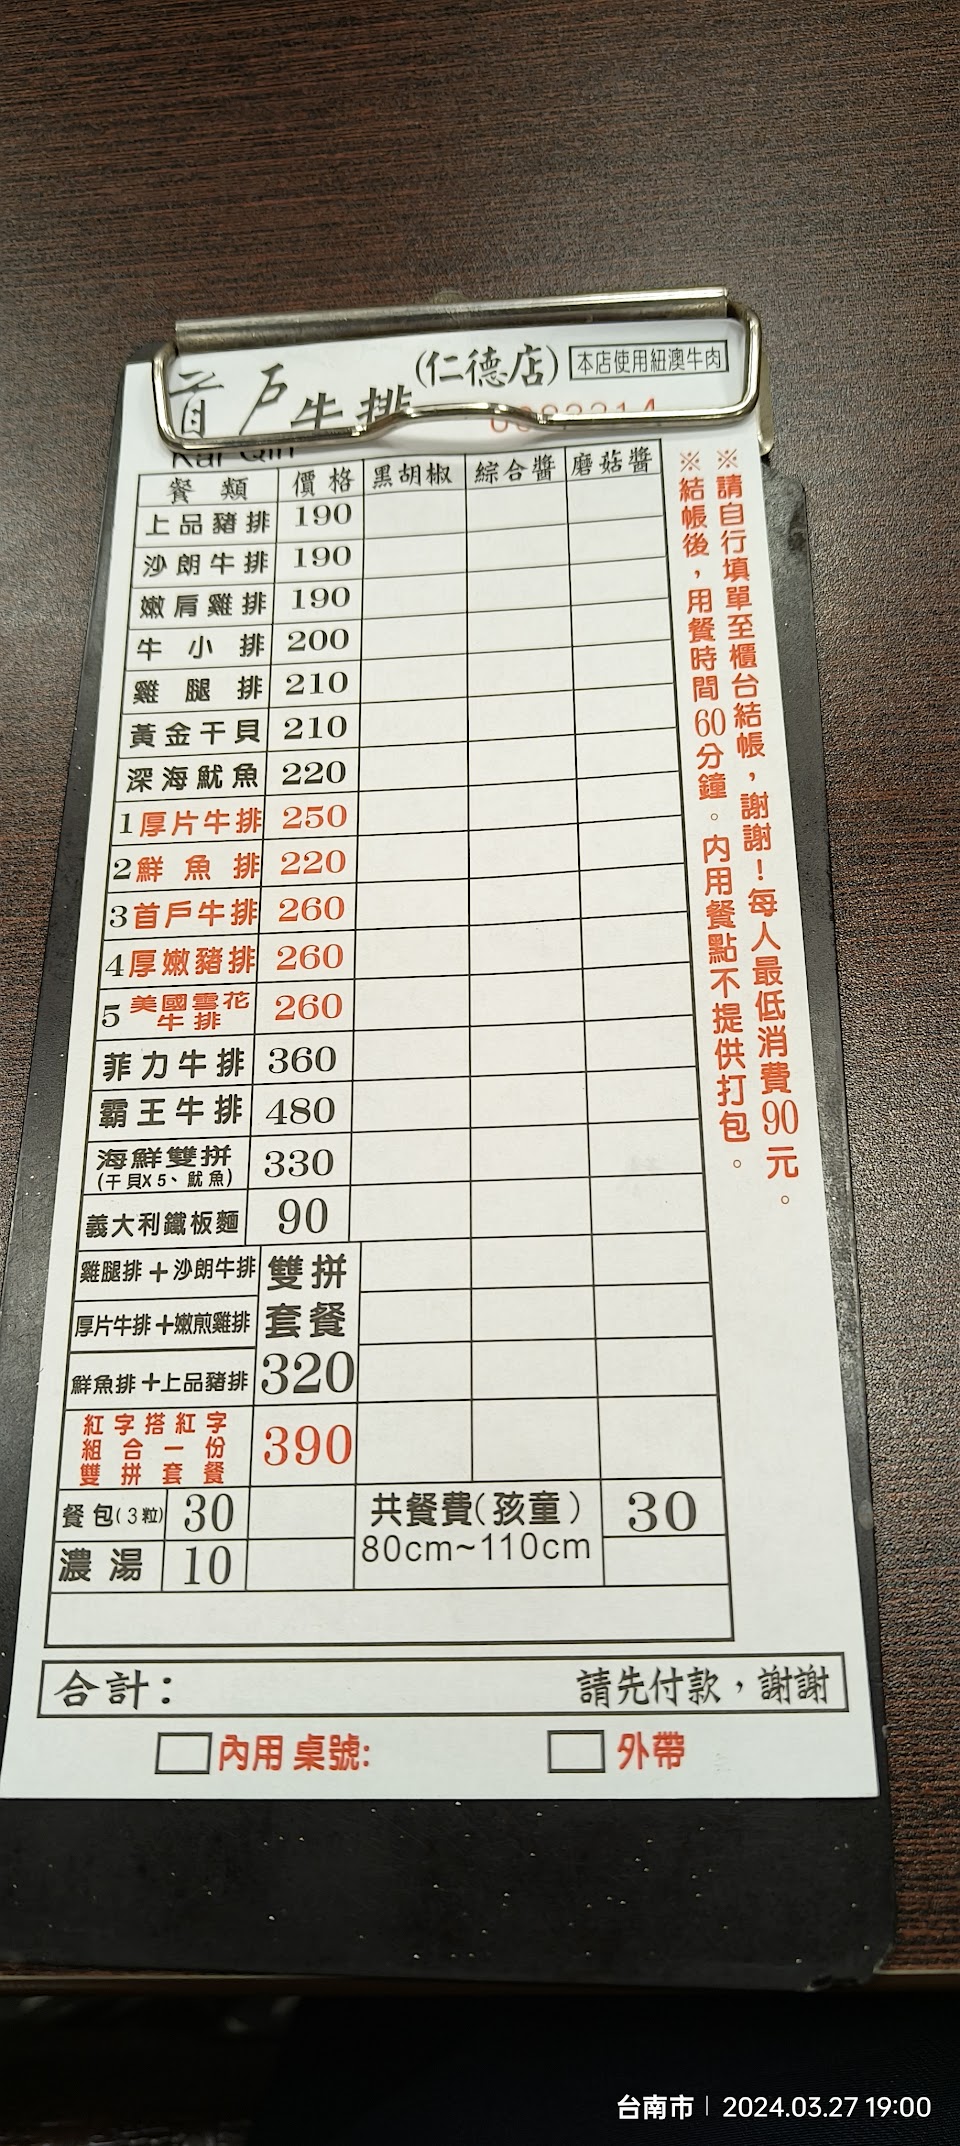 (仁德店) 本店使用紐澳牛肉
首戶牛排
餐類 價格 黑胡椒 綜合醬 磨菇醬
上品豬排 190
沙朗牛排 190
嫩肩雞排 190
牛小排 200
雞腿排 210
黃金干貝 210
深海魷魚 220
1厚片牛排 250
2鮮魚排 220
3首戶牛排 260
4厚嫩豬排 260
5美國雪花牛排 260
菲力牛排 360
霸王牛排 480
海鮮雙拼 330
(干貝X5、魷魚)
義大利鐵板麵 90
雞腿排+沙朗牛排 雙拼
厚片牛排+嫩煎雞排 套餐
鮮魚排+上品豬排 320
紅字搭紅字
組合一份 390
雙拼套餐
餐包(3粒) 30 共餐費(孩童) 30
濃湯 10 80cm~110cm
合計: 請先付款,謝謝
內用 桌號: 外帶
※請自行填單至櫃台結帳,謝謝!每人最低消費90元。
※結帳後,用餐時間60分鐘。內用餐點不提供打包。
台南市 2024.03.27 19:00